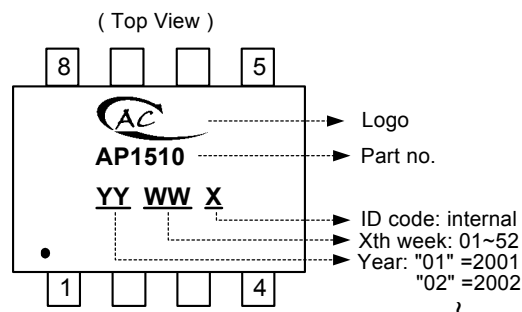 ( Top View )
8 5
AC
Logo
AP1510
Part no.
YY WW X
ID code: internal
Xth week: 01~52
Year: "01" =2001
"02" =2002
~
1 4